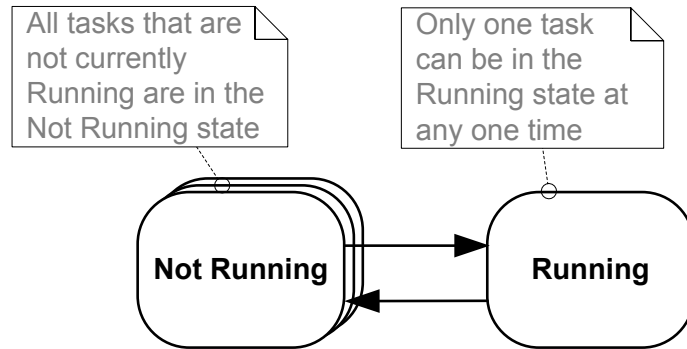 All tasks that are
not currently
Running are in the
Not Running state
Only one task
can be in the
Running state at
any one time
Not Running
Running